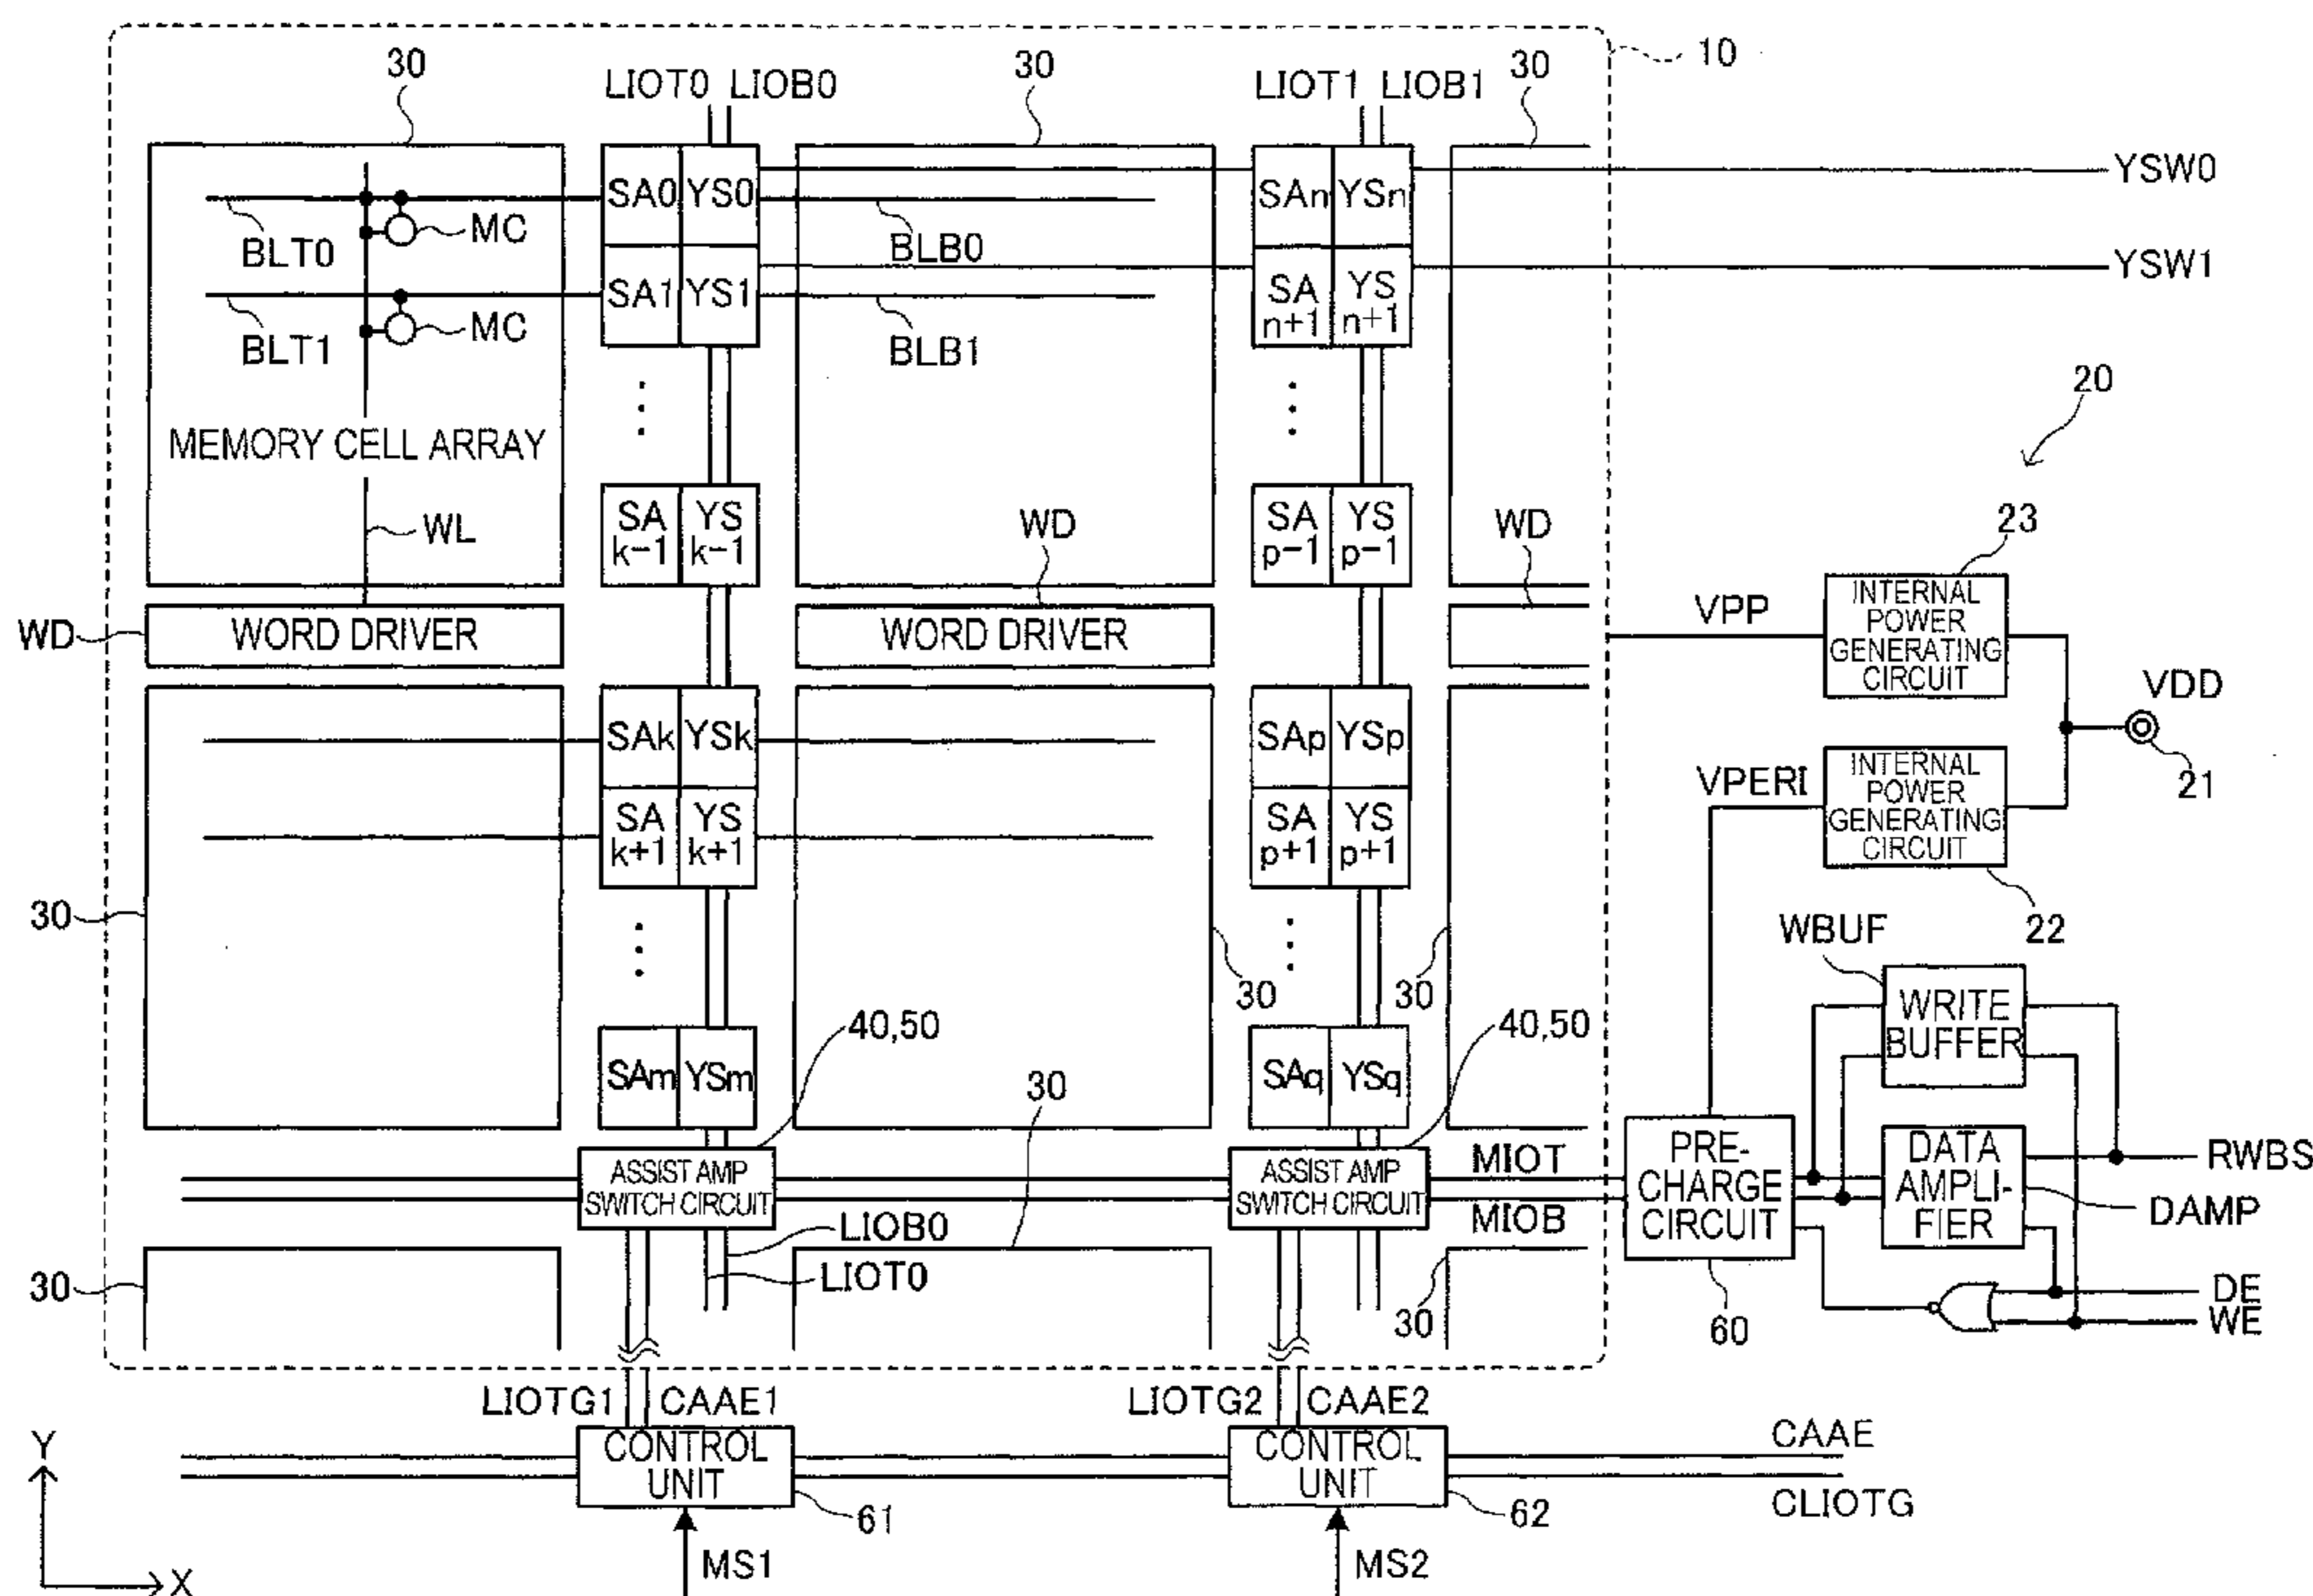 10
30
LIOT0
LIOB0
30
LIOT1
LIOB1
30
SA0
YS0
SAn
YSn
YSW0
MC
BLT0
BLB0
SA1
YS1
SA
n+1
YS
n+1
YSW1
MC
BLT1
BLB1
20
MEMORY CELL ARRAY
WL
SA
k-1
YS
k-1
WD
SA
p-1
YS
p-1
WD
23
WD
WORD DRIVER
WORD DRIVER
VPP
INTERNAL
POWER
GENERATING
CIRCUIT
VDD
21
SAk
YSk
SAp
YSp
VPERI
INTERNAL
POWER
GENERATING
CIRCUIT
22
SA
k+1
YS
k+1
SA
p+1
YS
p+1
30
30
30
WBUF
WRITE
BUFFER
40,50
40,50
SAm
YSm
30
SAq
YSq
ASSIST AMP
SWITCH CIRCUIT
ASSIST AMP
SWITCH CIRCUIT
MIOT
MIOB
PRE-
CHARGE
CIRCUIT
DATA
AMPLI-
FIER
RWBS
DAMP
LIOB0
LIOT0
30
30
60
DE
WE
LIOTG1
CAAE1
LIOTG2
CAAE2
CONTROL
UNIT
CONTROL
UNIT
CAAE
CLIOTG
61
62
MS1
MS2
Y
X